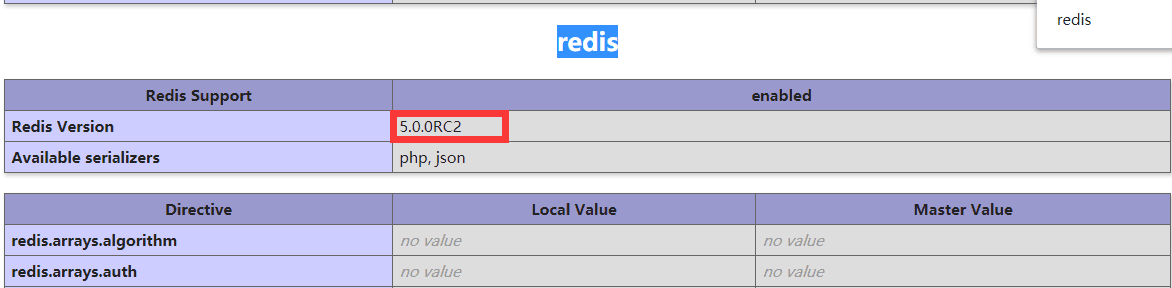 redis
redis
Redis Support enabled
Redis Version 5.0.0RC2
Available serializers php, json
Directive Local Value Master Value
redis.arrays.algorithm no value no value
redis.arrays.auth no value no value